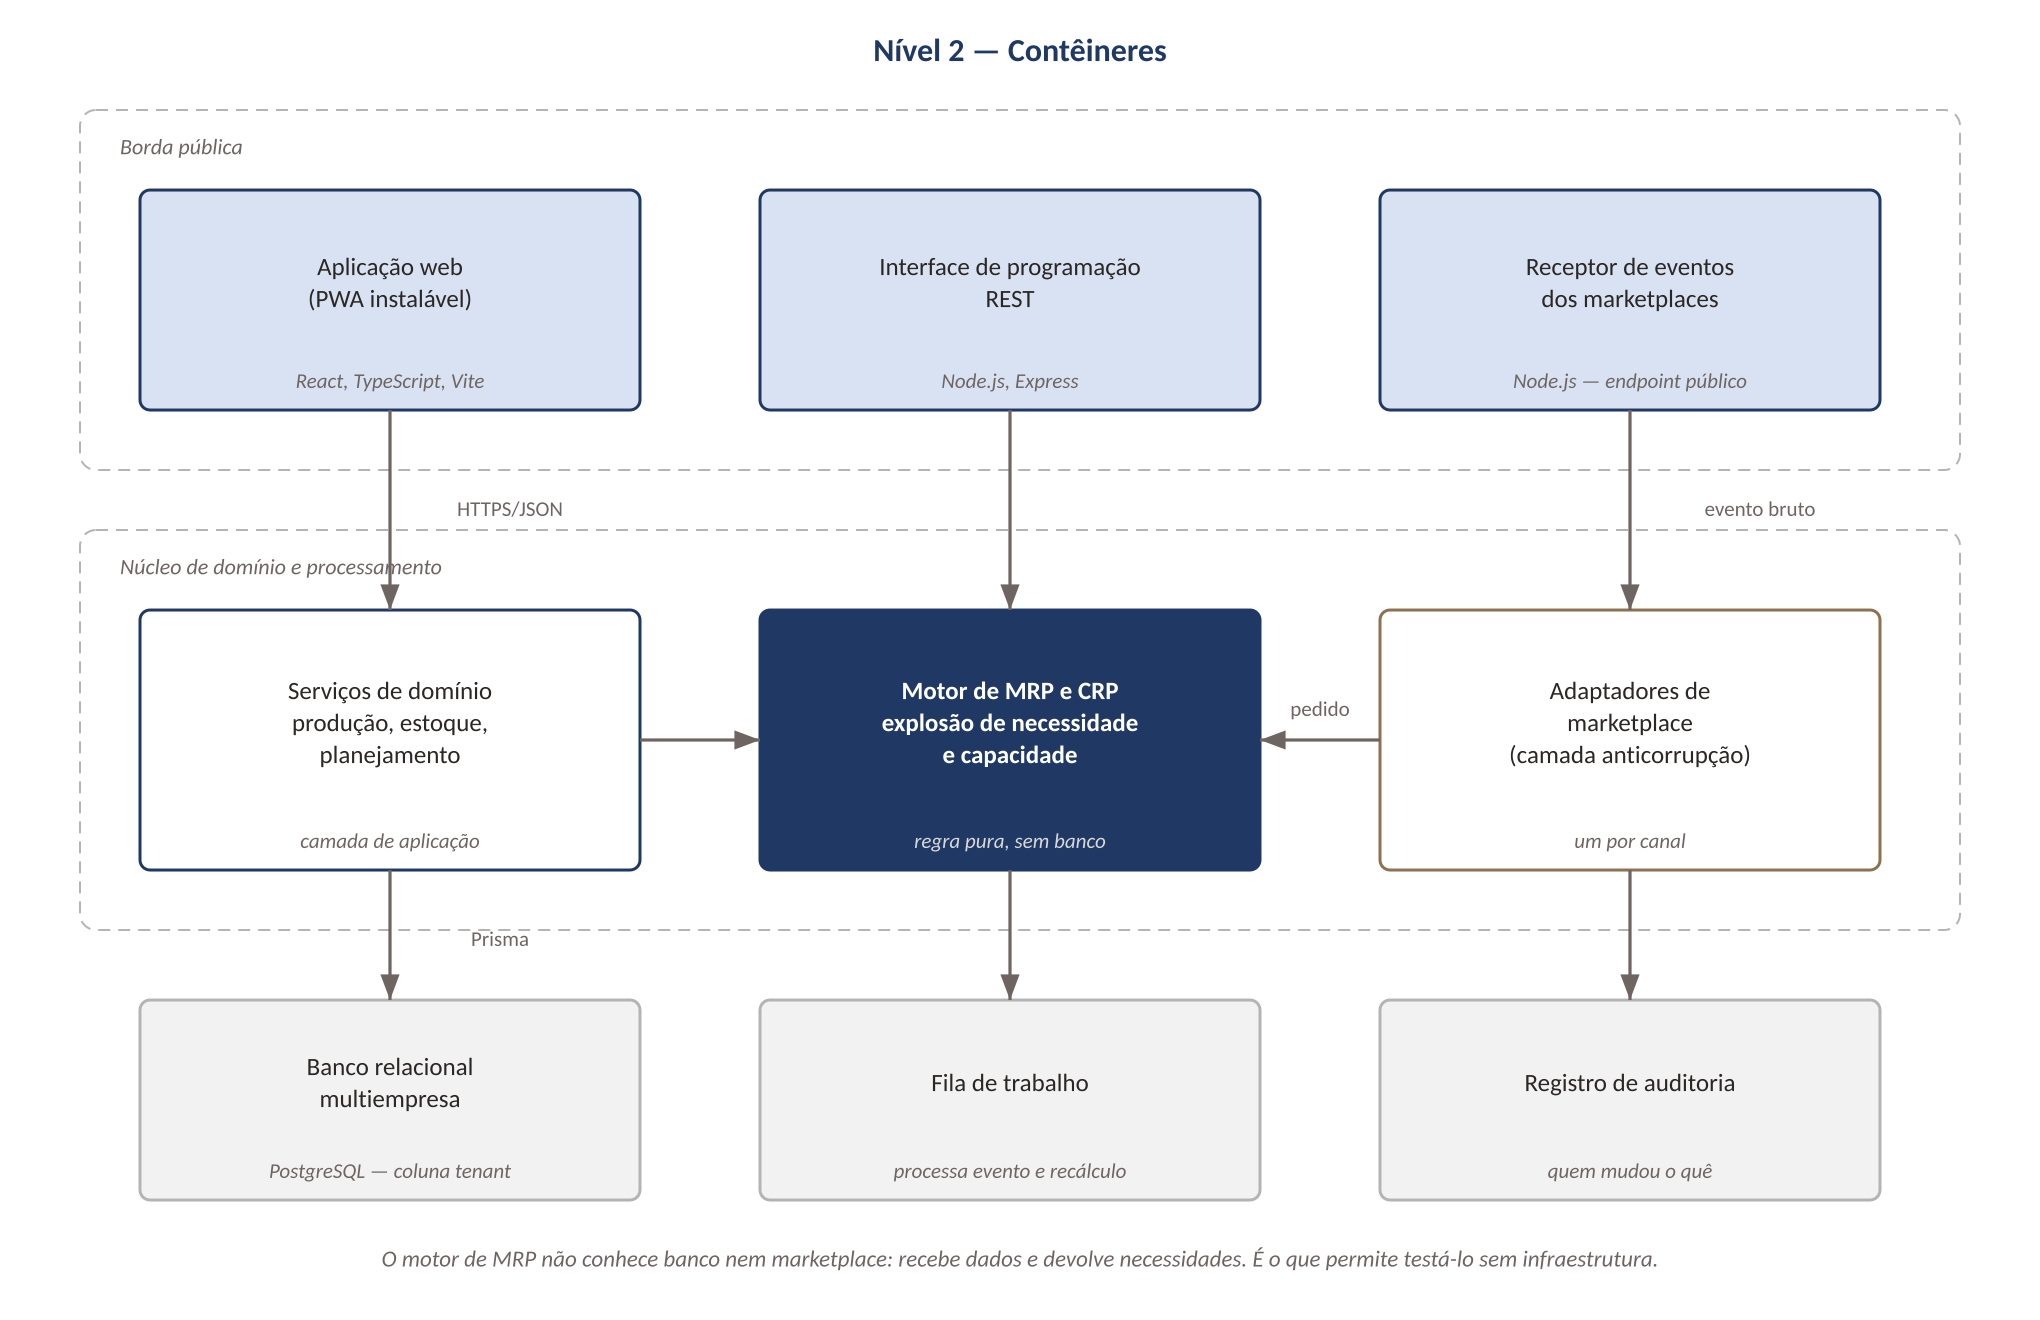 Nível 2 — Contêineres
Borda pública
Aplicação web
(PWA instalável)
React, TypeScript, Vite
Interface de programação
REST
Node.js, Express
Receptor de eventos
dos marketplaces
Node.js — endpoint público
HTTPS/JSON
evento bruto
Núcleo de domínio e processamento
Serviços de domínio
produção, estoque,
planejamento
camada de aplicação
Motor de MRP e CRP
explosão de necessidade
e capacidade
regra pura, sem banco
pedido
Adaptadores de
marketplace
(camada anticorrupção)
um por canal
Prisma
Banco relacional
multiempresa
PostgreSQL — coluna tenant
Fila de trabalho
processa evento e recálculo
Registro de auditoria
quem mudou o quê
O motor de MRP não conhece banco nem marketplace: recebe dados e devolve necessidades. É o que permite testá-lo sem infraestrutura.